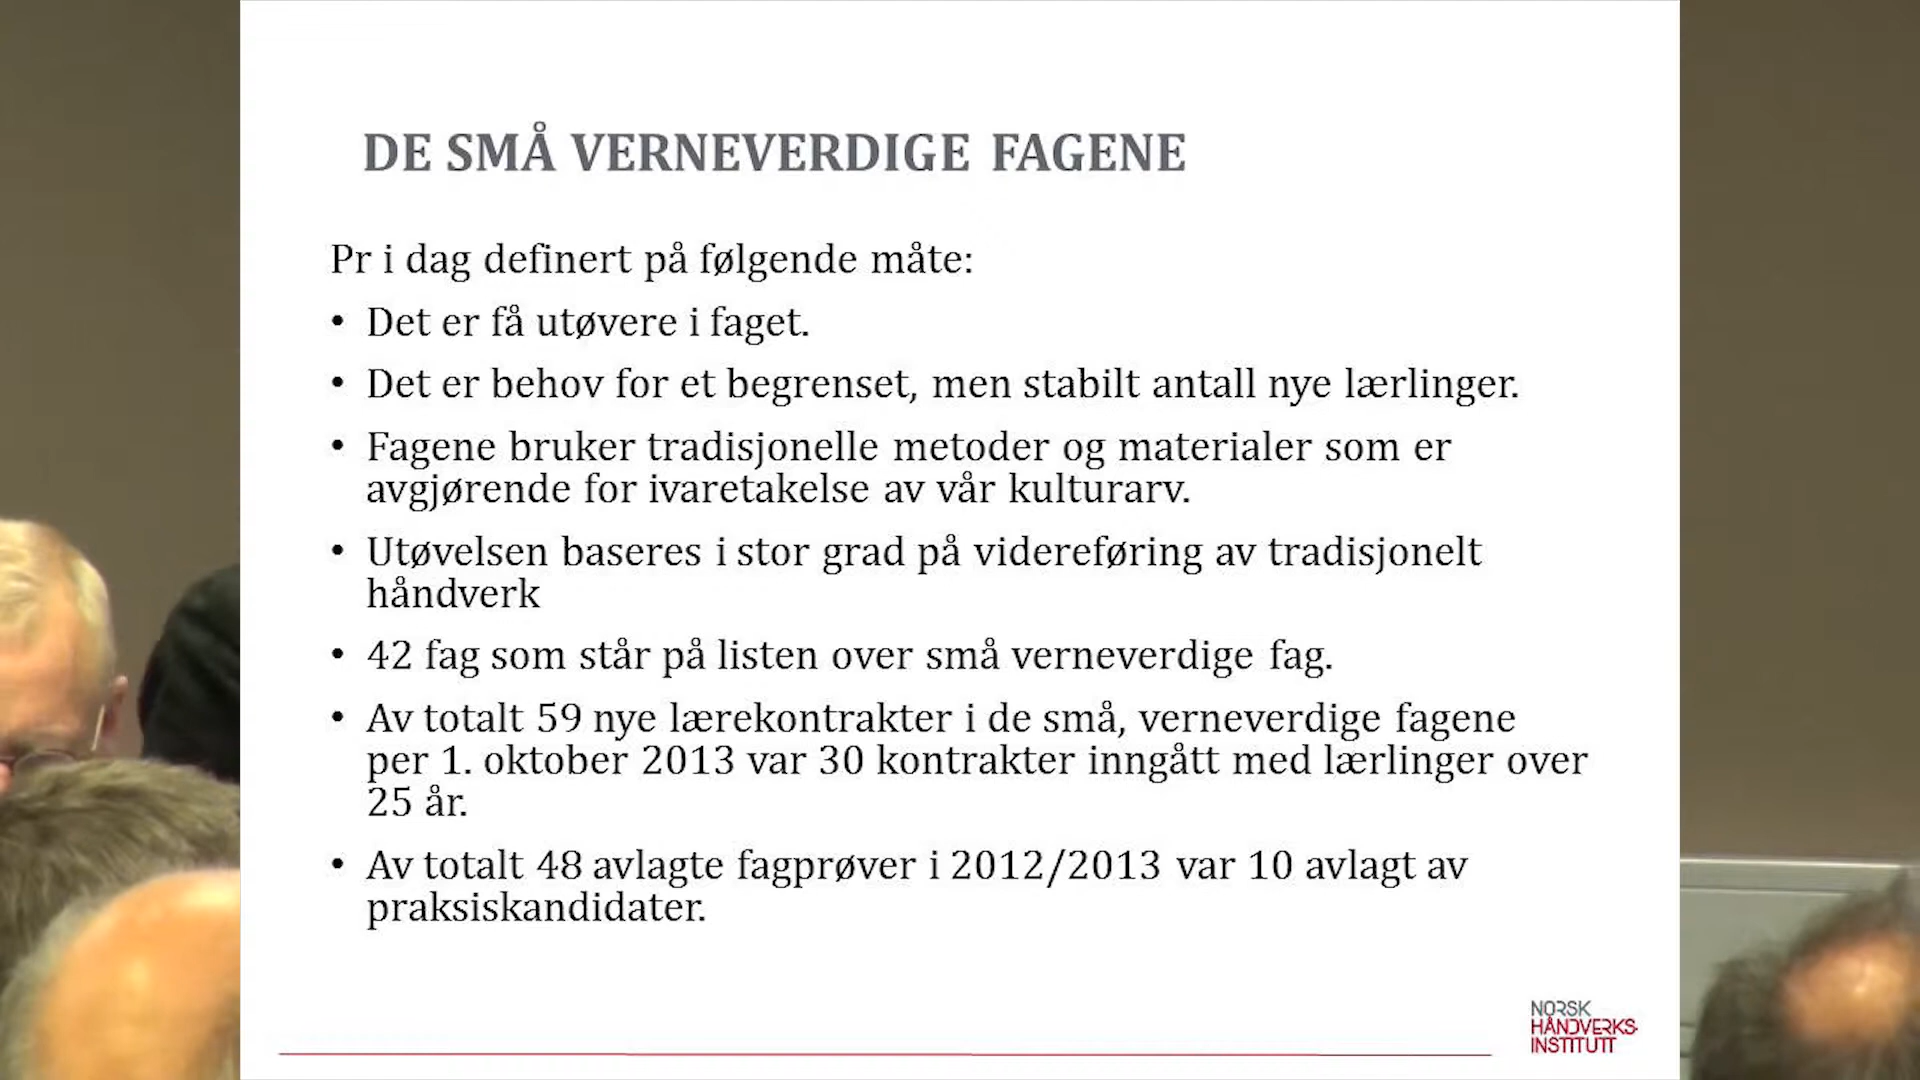 DE SMÅ VERNEVERDIGE FAGENE
Pr i dag definert på følgende måte:
• Det er få utøvere i faget.
• Det er behov for et begrenset, men stabilt antall nye lærlinger.
• Fagene bruker tradisjonelle metoder og materialer som er
avgjørende for ivaretakelse av vår kulturarv.
• Utøvelsen baseres i stor grad på videreføring av tradisjonelt
håndverk
• 42 fag som står på listen over små verneverdige fag.
• Av totalt 59 nye lærekontrakter i de små, verneverdige fagene
per 1. oktober 2013 var 30 kontrakter inngått med lærlinger over
25 år.
• Av totalt 48 avlagte fagprøver i 2012/2013 var 10 avlagt av
praksiskandidater.
NORSK
HÅNDVERKS-
INSTITUTT